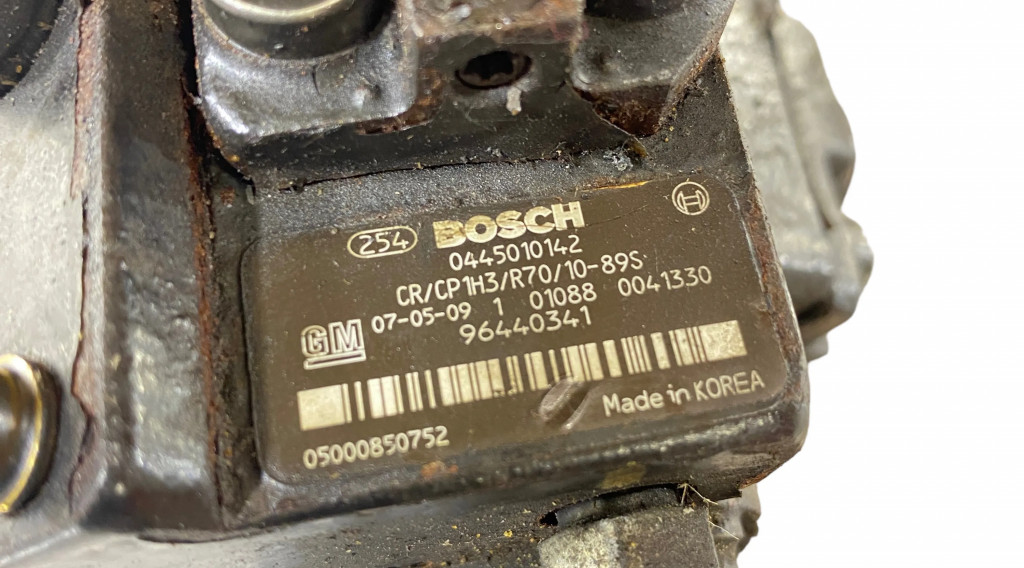 254 BOSCH
0445010142
CR/CP1H3/R70/10-89S
GM 07-05-09 1 01088 0041330
96440341
Made in KOREA
05000850752